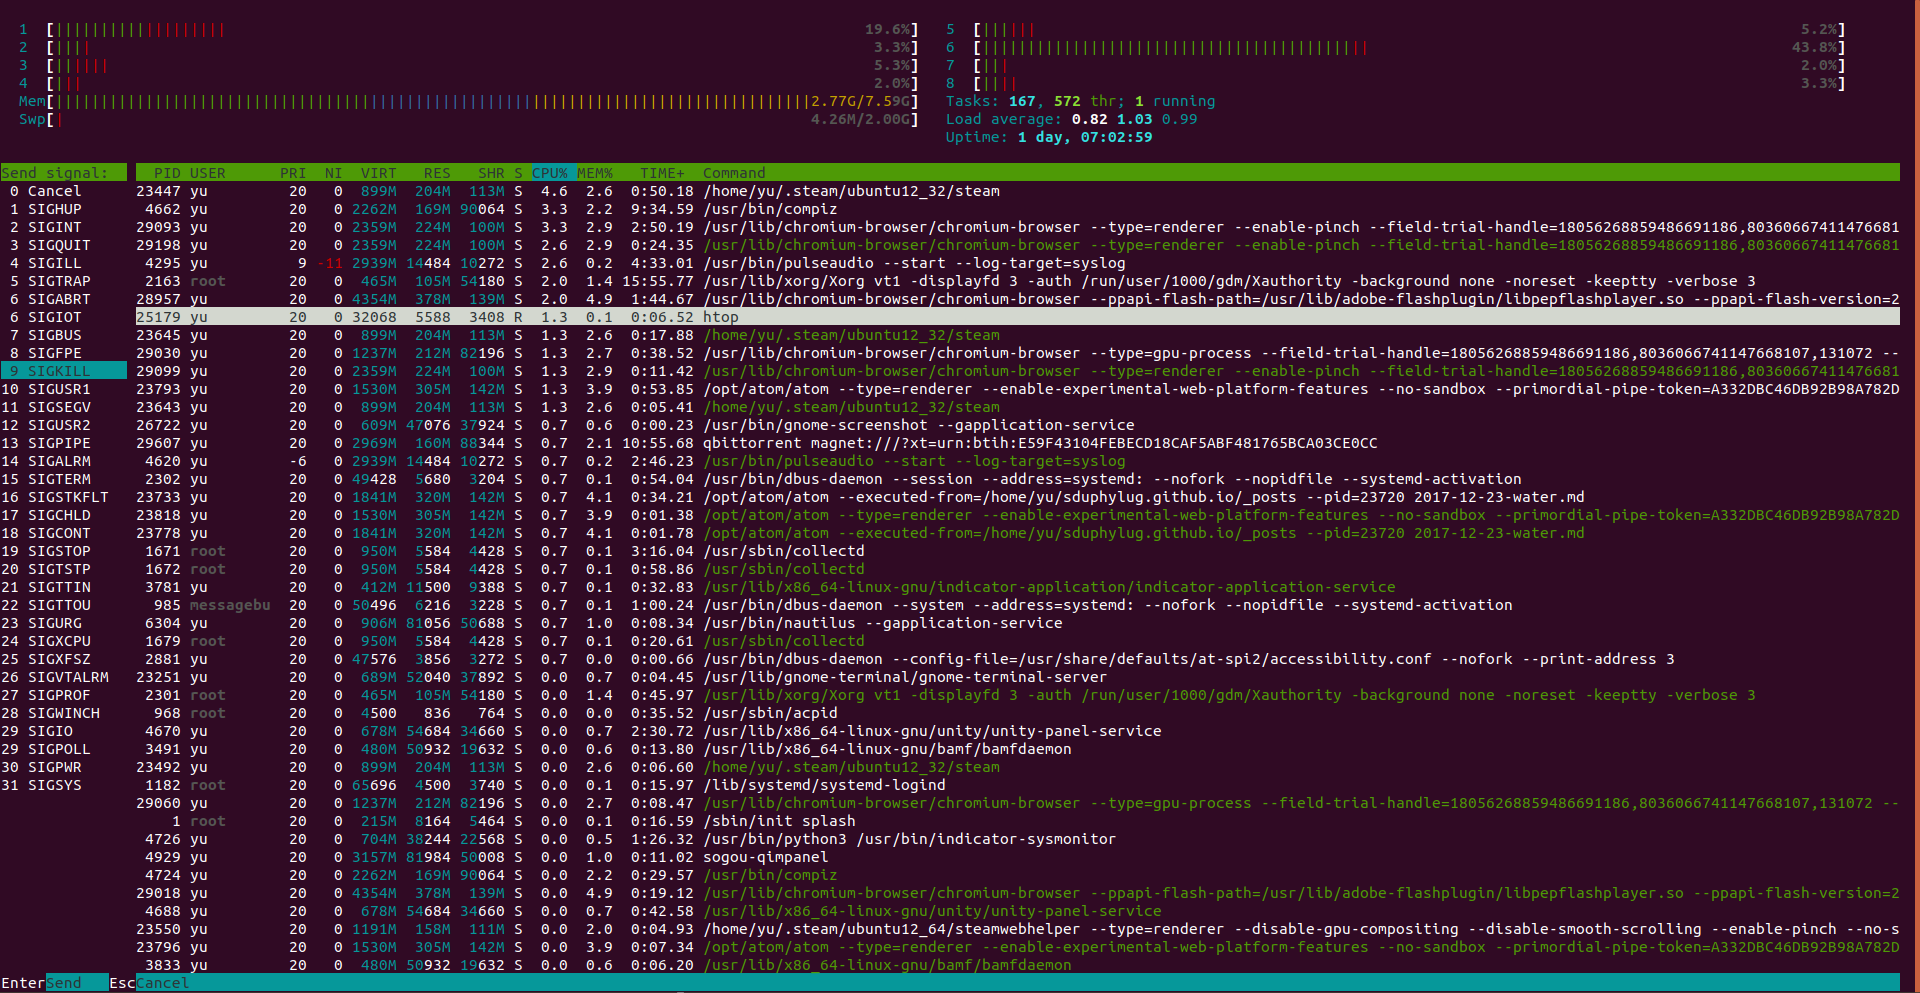 1 [|||||||||||||||||||19.6%] 5 [||||||5.2%]
2 [||||3.3%] 6 [|||||||||||||||||||||||||||||||||||||||||||43.8%]
3 [||||||5.3%] 7 [||||2.0%]
4 [|||2.0%] 8 [||||3.3%]
Mem[||||||||||||||||||||||||||||||||||||||||||||||||||||||||||||||||||||||||||||||||||||2.77G/7.59G] Tasks: 167, 572 thr; 1 running
Swp[|4.26M/2.00G] Load average: 0.82 1.03 0.99
Uptime: 1 day, 07:02:59
Send signal: PID USER PRI NI VIRT RES SHR S CPU% MEM% TIME+ Command
0 Cancel 23447 yu 20 0 899M 204M 113M S 4.6 2.6 0:50.18 /home/yu/.steam/ubuntu12_32/steam
1 SIGHUP 4662 yu 20 0 2262M 169M 90064 S 3.3 2.2 9:34.59 /usr/bin/compiz
2 SIGINT 29093 yu 20 0 2359M 224M 100M S 3.3 2.9 2:50.19 /usr/lib/chromium-browser/chromium-browser --type=renderer --enable-pinch --field-trial-handle=18056268859486691186,80360667411476681
3 SIGQUIT 29198 yu 20 0 2359M 224M 100M S 2.6 2.9 0:24.35 /usr/lib/chromium-browser/chromium-browser --type=renderer --enable-pinch --field-trial-handle=18056268859486691186,80360667411476681
4 SIGILL 4295 yu 9 -11 2939M 14484 10272 S 2.6 0.2 4:33.01 /usr/bin/pulseaudio --start --log-target=syslog
5 SIGTRAP 2163 root 20 0 465M 105M 54180 S 2.0 1.4 15:55.77 /usr/lib/xorg/Xorg vt1 -displayfd 3 -auth /run/user/1000/gdm/Xauthority -background none -noreset -keeptty -verbose 3
6 SIGABRT 28957 yu 20 0 4354M 378M 139M S 2.0 4.9 1:44.67 /usr/lib/chromium-browser/chromium-browser --ppapi-flash-path=/usr/lib/adobe-flashplugin/libpepflashplayer.so --ppapi-flash-version=2
6 SIGIOT 25179 yu 20 0 32068 5588 3408 R 1.3 0.1 0:06.52 htop
7 SIGBUS 23645 yu 20 0 899M 204M 113M S 1.3 2.6 0:17.88 /home/yu/.steam/ubuntu12_32/steam
8 SIGFPE 29030 yu 20 0 1237M 212M 82196 S 1.3 2.7 0:38.52 /usr/lib/chromium-browser/chromium-browser --type=gpu-process --field-trial-handle=18056268859486691186,8036066741147668107,131072 --
9 SIGKILL 29099 yu 20 0 2359M 224M 100M S 1.3 2.9 0:11.42 /usr/lib/chromium-browser/chromium-browser --type=renderer --enable-pinch --field-trial-handle=18056268859486691186,80360667411476681
10 SIGUSR1 23793 yu 20 0 1530M 305M 142M S 1.3 3.9 0:53.85 /opt/atom/atom --type=renderer --enable-experimental-web-platform-features --no-sandbox --primordial-pipe-token=A332DBC46DB92B98A782D
11 SIGSEGV 23643 yu 20 0 899M 204M 113M S 1.3 2.6 0:05.41 /home/yu/.steam/ubuntu12_32/steam
12 SIGUSR2 26722 yu 20 0 609M 47076 37924 S 0.7 0.6 0:00.23 /usr/bin/gnome-screenshot --gapplication-service
13 SIGPIPE 29607 yu 20 0 2969M 160M 88344 S 0.7 2.1 10:55.68 qbittorrent magnet:///?xt=urn:btih:E59F43104FEBECD18CAF5ABF481765BCA03CE0CC
14 SIGALRM 4620 yu -6 0 2939M 14484 10272 S 0.7 0.2 2:46.23 /usr/bin/pulseaudio --start --log-target=syslog
15 SIGTERM 2302 yu 20 0 49428 5680 3204 S 0.7 0.1 0:54.04 /usr/bin/dbus-daemon --session --address=systemd: --nofork --nopidfile --systemd-activation
16 SIGSTKFLT 23733 yu 20 0 1841M 320M 142M S 0.7 4.1 0:34.21 /opt/atom/atom --executed-from=/home/yu/sduphylug.github.io/_posts --pid=23720 2017-12-23-water.md
17 SIGCHLD 23818 yu 20 0 1530M 305M 142M S 0.7 3.9 0:01.38 /opt/atom/atom --type=renderer --enable-experimental-web-platform-features --no-sandbox --primordial-pipe-token=A332DBC46DB92B98A782D
18 SIGCONT 23778 yu 20 0 1841M 320M 142M S 0.7 4.1 0:01.78 /opt/atom/atom --executed-from=/home/yu/sduphylug.github.io/_posts --pid=23720 2017-12-23-water.md
19 SIGSTOP 1671 root 20 0 950M 5584 4428 S 0.7 0.1 3:16.04 /usr/sbin/collectd
20 SIGTSTP 1672 root 20 0 950M 5584 4428 S 0.7 0.1 0:58.86 /usr/sbin/collectd
21 SIGTTIN 3781 yu 20 0 412M 11500 9388 S 0.7 0.1 0:32.83 /usr/lib/x86_64-linux-gnu/indicator-application/indicator-application-service
22 SIGTTOU 985 messagebu 20 0 50496 6216 3228 S 0.7 0.1 1:00.24 /usr/bin/dbus-daemon --system --address=systemd: --nofork --nopidfile --systemd-activation
23 SIGURG 6304 yu 20 0 906M 81056 50688 S 0.7 1.0 0:08.34 /usr/bin/nautilus --gapplication-service
24 SIGXCPU 1679 root 20 0 950M 5584 4428 S 0.7 0.1 0:20.61 /usr/sbin/collectd
25 SIGXFSZ 2881 yu 20 0 47576 3856 3272 S 0.7 0.0 0:00.66 /usr/bin/dbus-daemon --config-file=/usr/share/defaults/at-spi2/accessibility.conf --nofork --print-address 3
26 SIGVTALRM 23251 yu 20 0 689M 52040 37892 S 0.0 0.7 0:04.45 /usr/lib/gnome-terminal/gnome-terminal-server
27 SIGPROF 2301 root 20 0 465M 105M 54180 S 0.0 1.4 0:45.97 /usr/lib/xorg/Xorg vt1 -displayfd 3 -auth /run/user/1000/gdm/Xauthority -background none -noreset -keeptty -verbose 3
28 SIGWINCH 968 root 20 0 4500 836 764 S 0.0 0.0 0:35.52 /usr/sbin/acpid
29 SIGIO 4670 yu 20 0 678M 54684 34660 S 0.0 0.7 2:30.72 /usr/lib/x86_64-linux-gnu/unity/unity-panel-service
29 SIGPOLL 3491 yu 20 0 480M 50932 19632 S 0.0 0.6 0:13.80 /usr/lib/x86_64-linux-gnu/bamf/bamfdaemon
30 SIGPWR 23492 yu 20 0 899M 204M 113M S 0.0 2.6 0:06.60 /home/yu/.steam/ubuntu12_32/steam
31 SIGSYS 1182 root 20 0 65696 4500 3740 S 0.0 0.1 0:15.97 /lib/systemd/systemd-logind
29060 yu 20 0 1237M 212M 82196 S 0.0 2.7 0:08.47 /usr/lib/chromium-browser/chromium-browser --type=gpu-process --field-trial-handle=18056268859486691186,8036066741147668107,131072 --
1 root 20 0 215M 8164 5464 S 0.0 0.1 0:16.59 /sbin/init splash
4726 yu 20 0 704M 38244 22568 S 0.0 0.5 1:26.32 /usr/bin/python3 /usr/bin/indicator-sysmonitor
4929 yu 20 0 3157M 81984 50008 S 0.0 1.0 0:11.02 sogou-qimpanel
4724 yu 20 0 2262M 169M 90064 S 0.0 2.2 0:29.57 /usr/bin/compiz
29018 yu 20 0 4354M 378M 139M S 0.0 4.9 0:19.12 /usr/lib/chromium-browser/chromium-browser --ppapi-flash-path=/usr/lib/adobe-flashplugin/libpepflashplayer.so --ppapi-flash-version=2
4688 yu 20 0 678M 54684 34660 S 0.0 0.7 0:42.58 /usr/lib/x86_64-linux-gnu/unity/unity-panel-service
23550 yu 20 0 1191M 158M 111M S 0.0 2.0 0:04.93 /home/yu/.steam/ubuntu12_64/steamwebhelper --type=renderer --disable-gpu-compositing --disable-smooth-scrolling --enable-pinch --no-s
23796 yu 20 0 1530M 305M 142M S 0.0 3.9 0:07.34 /opt/atom/atom --type=renderer --enable-experimental-web-platform-features --no-sandbox --primordial-pipe-token=A332DBC46DB92B98A782D
3833 yu 20 0 480M 50932 19632 S 0.0 0.6 0:06.20 /usr/lib/x86_64-linux-gnu/bamf/bamfdaemon
EnterSend EscCancel